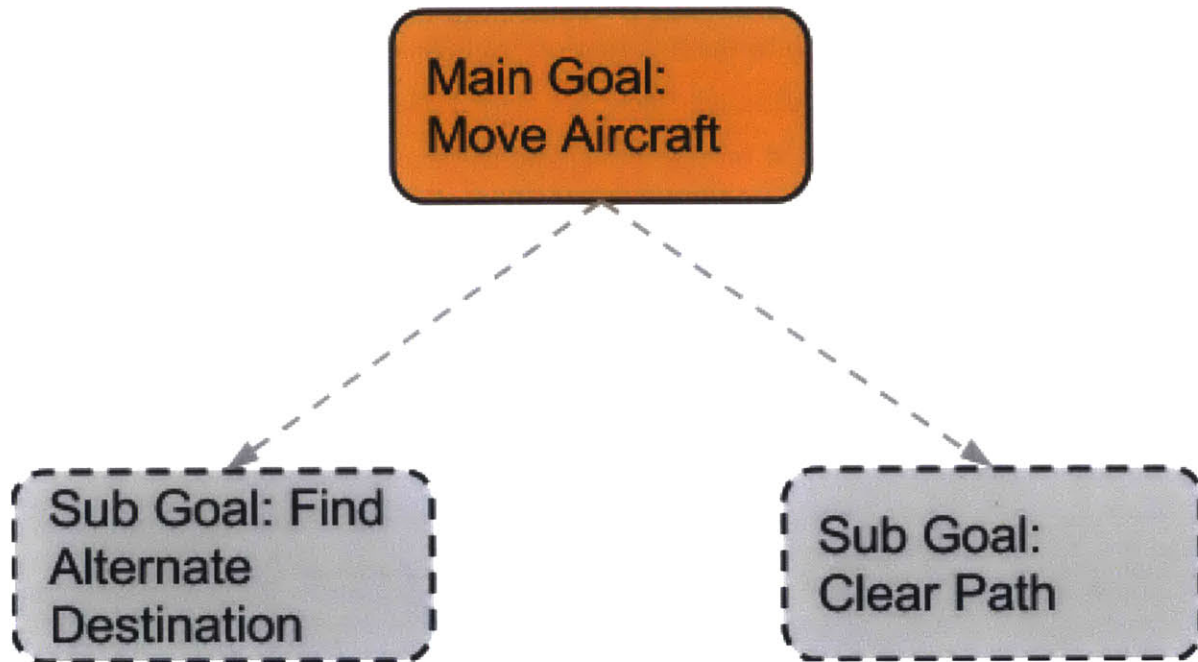 Main Goal:
Move Aircraft
Sub Goal: Find
Alternate
Destination
Sub Goal:
Clear Path